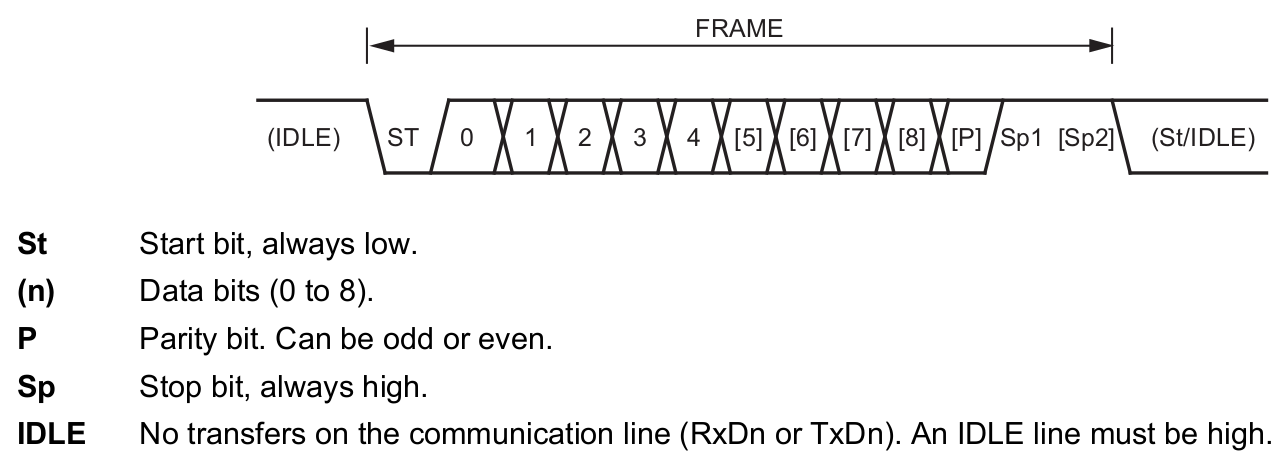 FRAME
(IDLE) ST 0 1 2 3 4 [5] [6] [7] [8] [P] Sp1 [Sp2] (St/IDLE)
St Start bit, always low.
(n) Data bits (0 to 8).
P Parity bit. Can be odd or even.
Sp Stop bit, always high.
IDLE No transfers on the communication line (RxDn or TxDn). An IDLE line must be high.